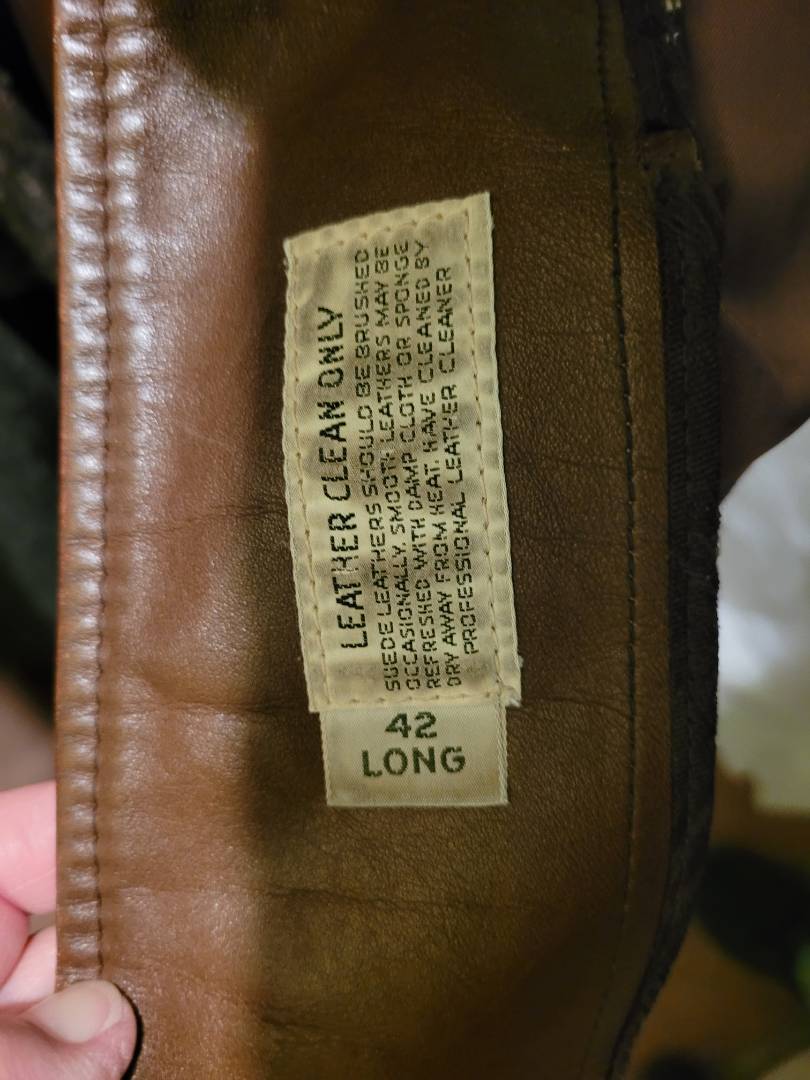 LEATHER CLEAN ONLY
SUEDE LEATHERS SHOULD BE BRUSHED
OCCASIONALLY. SMOOTH LEATHERS MAY BE
REFRESHED WITH DAMP CLOTH OR SPONGE
DRY AWAY FROM HEAT. HAVE CLEANED BY
PROFESSIONAL LEATHER CLEANER
42
LONG